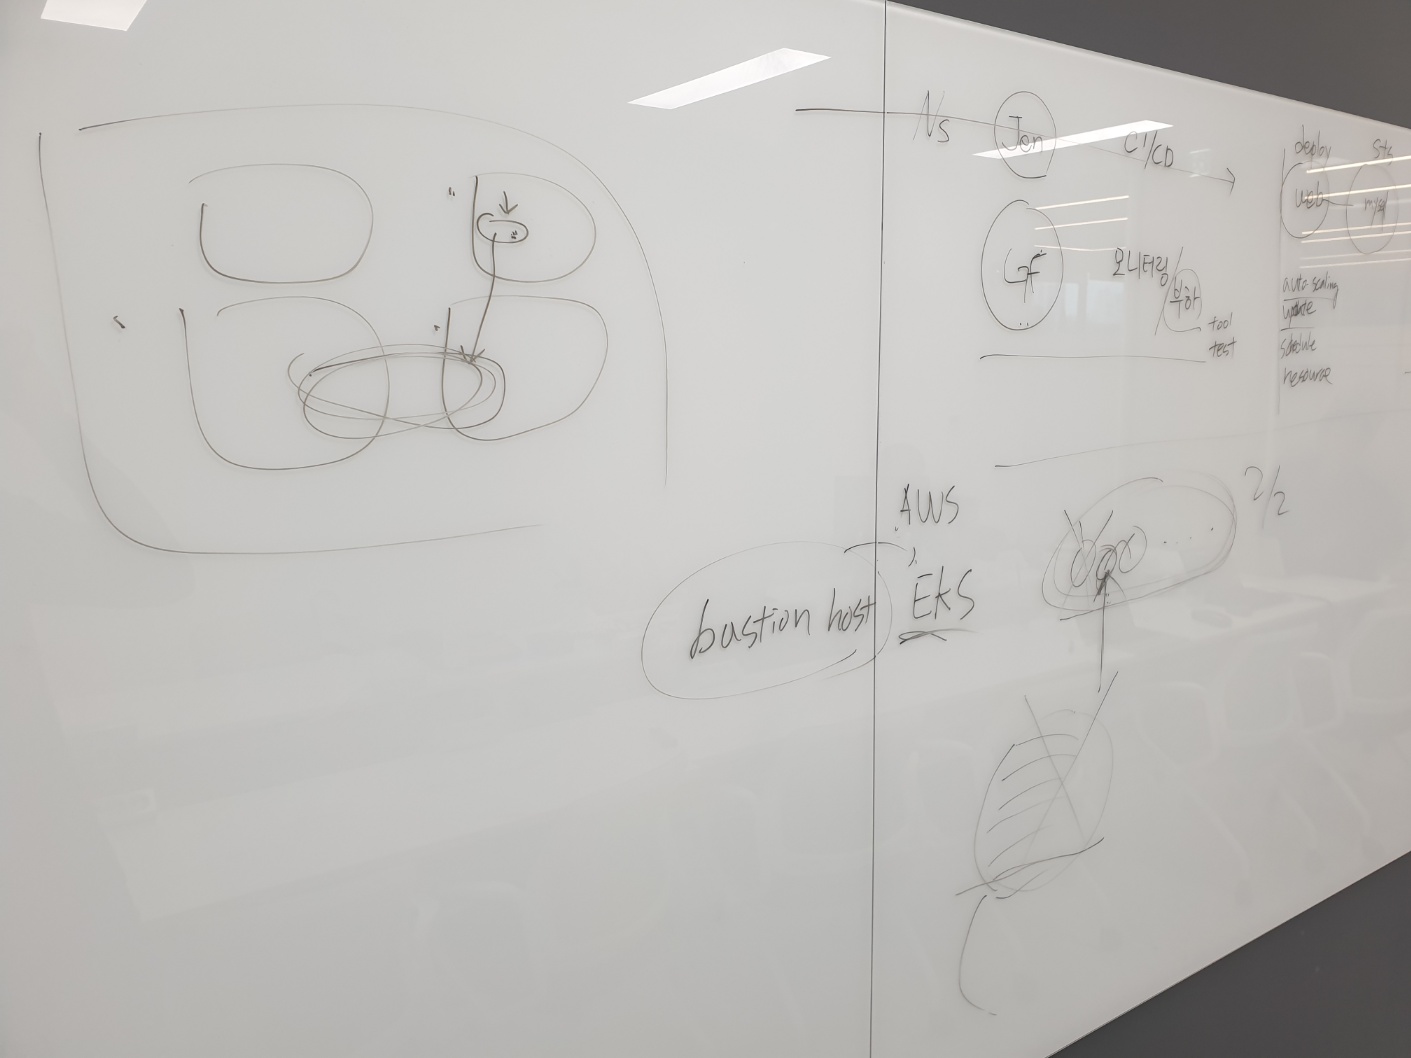 Ns Jen CI/CD
deploy sts
web mysql
GF 모니터링/부하
tool
test
auto scaling
update
schedule
resource
2/2
AWS
bastion host EKS